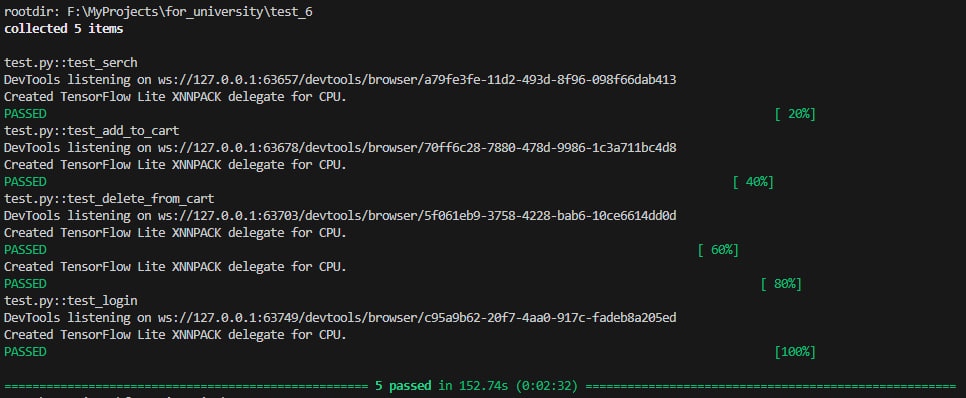 rootdir: F:\MyProjects\for_university\test_6
collected 5 items
test.py::test_serch
DevTools listening on ws://127.0.0.1:63657/devtools/browser/a79fe3fe-11d2-493d-8f96-098f66dab413
Created TensorFlow Lite XNNPACK delegate for CPU.
PASSED [ 20%]
test.py::test_add_to_cart
DevTools listening on ws://127.0.0.1:63678/devtools/browser/70ff6c28-7880-478d-9986-1c3a711bc4d8
Created TensorFlow Lite XNNPACK delegate for CPU.
PASSED [ 40%]
test.py::test_delete_from_cart
DevTools listening on ws://127.0.0.1:63703/devtools/browser/5f061eb9-3758-4228-bab6-10ce6614dd0d
Created TensorFlow Lite XNNPACK delegate for CPU.
PASSED [ 60%]
Created TensorFlow Lite XNNPACK delegate for CPU.
PASSED [ 80%]
test.py::test_login
DevTools listening on ws://127.0.0.1:63749/devtools/browser/c95a9b62-20f7-4aa0-917c-fadeb8a205ed
Created TensorFlow Lite XNNPACK delegate for CPU.
PASSED [100%]
==================================================== 5 passed in 152.74s (0:02:32) =====================================================